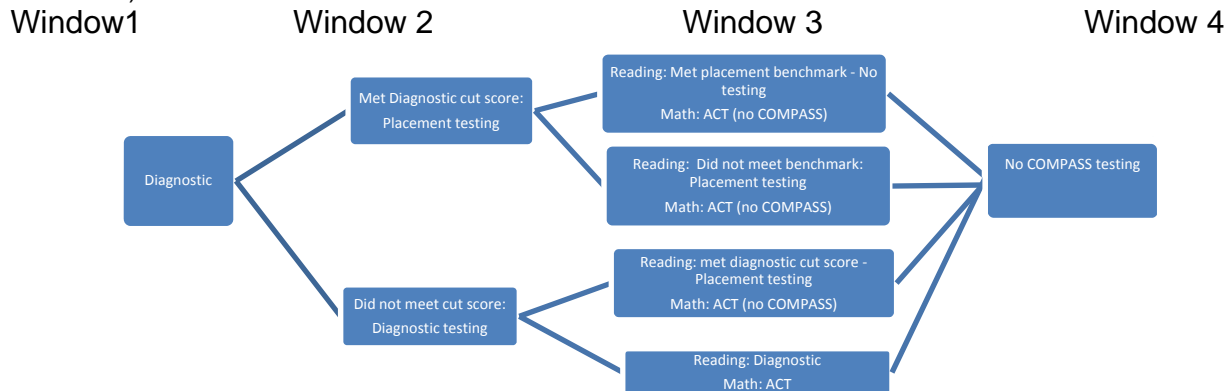 Window1 Window 2 Window 3 Window 4
Diagnostic
Met Diagnostic cut score:
Placement testing
Did not meet cut score:
Diagnostic testing
Reading: Met placement benchmark - No
testing
Math: ACT (no COMPASS)
Reading: Did not meet benchmark:
Placement testing
Math: ACT (no COMPASS)
Reading: met diagnostic cut score -
Placement testing
Math: ACT (no COMPASS)
Reading: Diagnostic
Math: ACT
No COMPASS testing